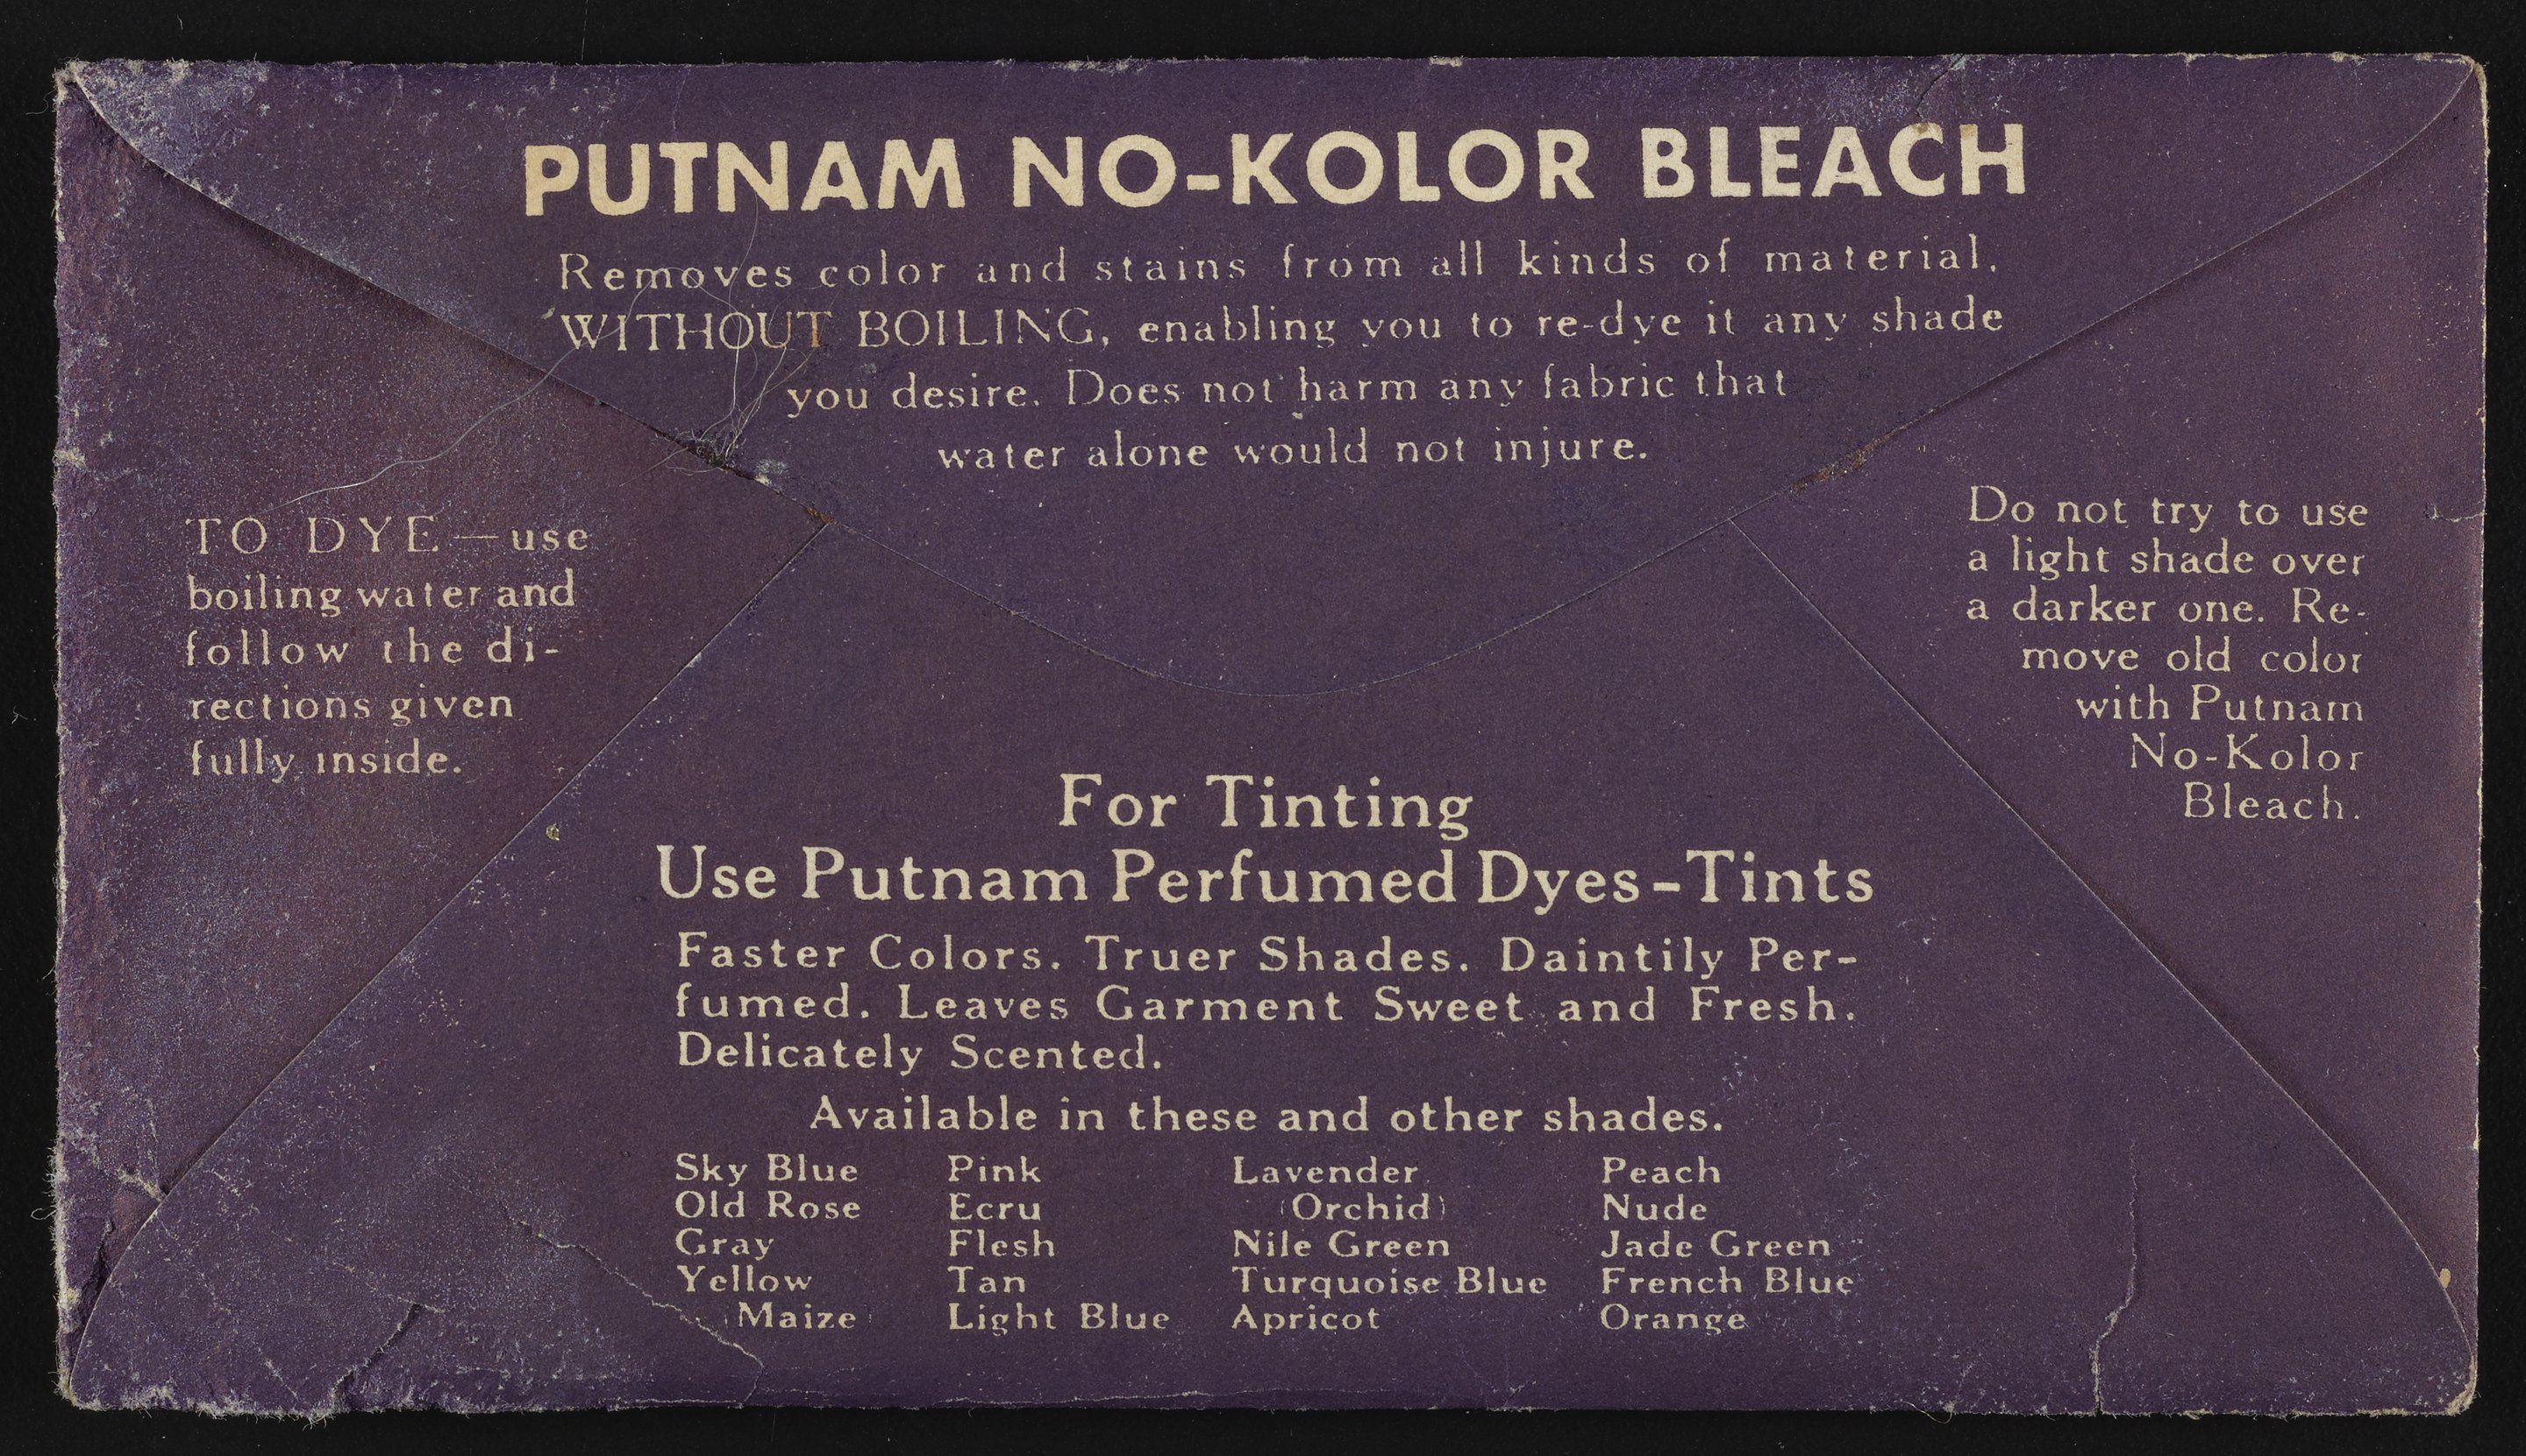 PUTNAM NO-KOLOR BLEACH
Removes color and stains from all kinds of material,
WITHOUT BOILING, enabling you to re-dye it any shade
you desire. Does not harm any fabric that
water alone would not injure.
TO DYE—use
boiling water and
follow the di-
rections given
fully inside.
Do not try to use
a light shade over
a darker one. Re-
move old color
with Putnam
No-Kolor
Bleach.
For Tinting
Use Putnam Perfumed Dyes-Tints
Faster Colors. Truer Shades. Daintily Per-
fumed. Leaves Garment Sweet and Fresh.
Delicately Scented.
Available in these and other shades.
Sky Blue
Old Rose
Gray
Yellow
(Maize)
Pink
Ecru
Flesh
Tan
Light Blue
Lavender
(Orchid)
Nile Green
Turquoise Blue
Apricot
Peach
Nude
Jade Green
French Blue
Orange